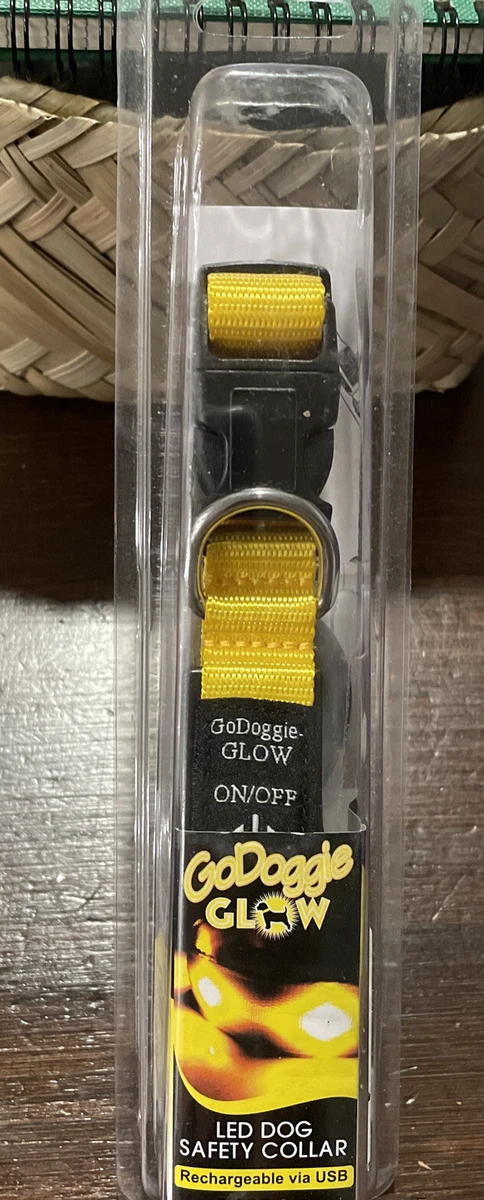 GoDoggie-
GLOW
ON/OFF
GoDoggie
GLOW
LED DOG
SAFETY COLLAR
Rechargeable via USB